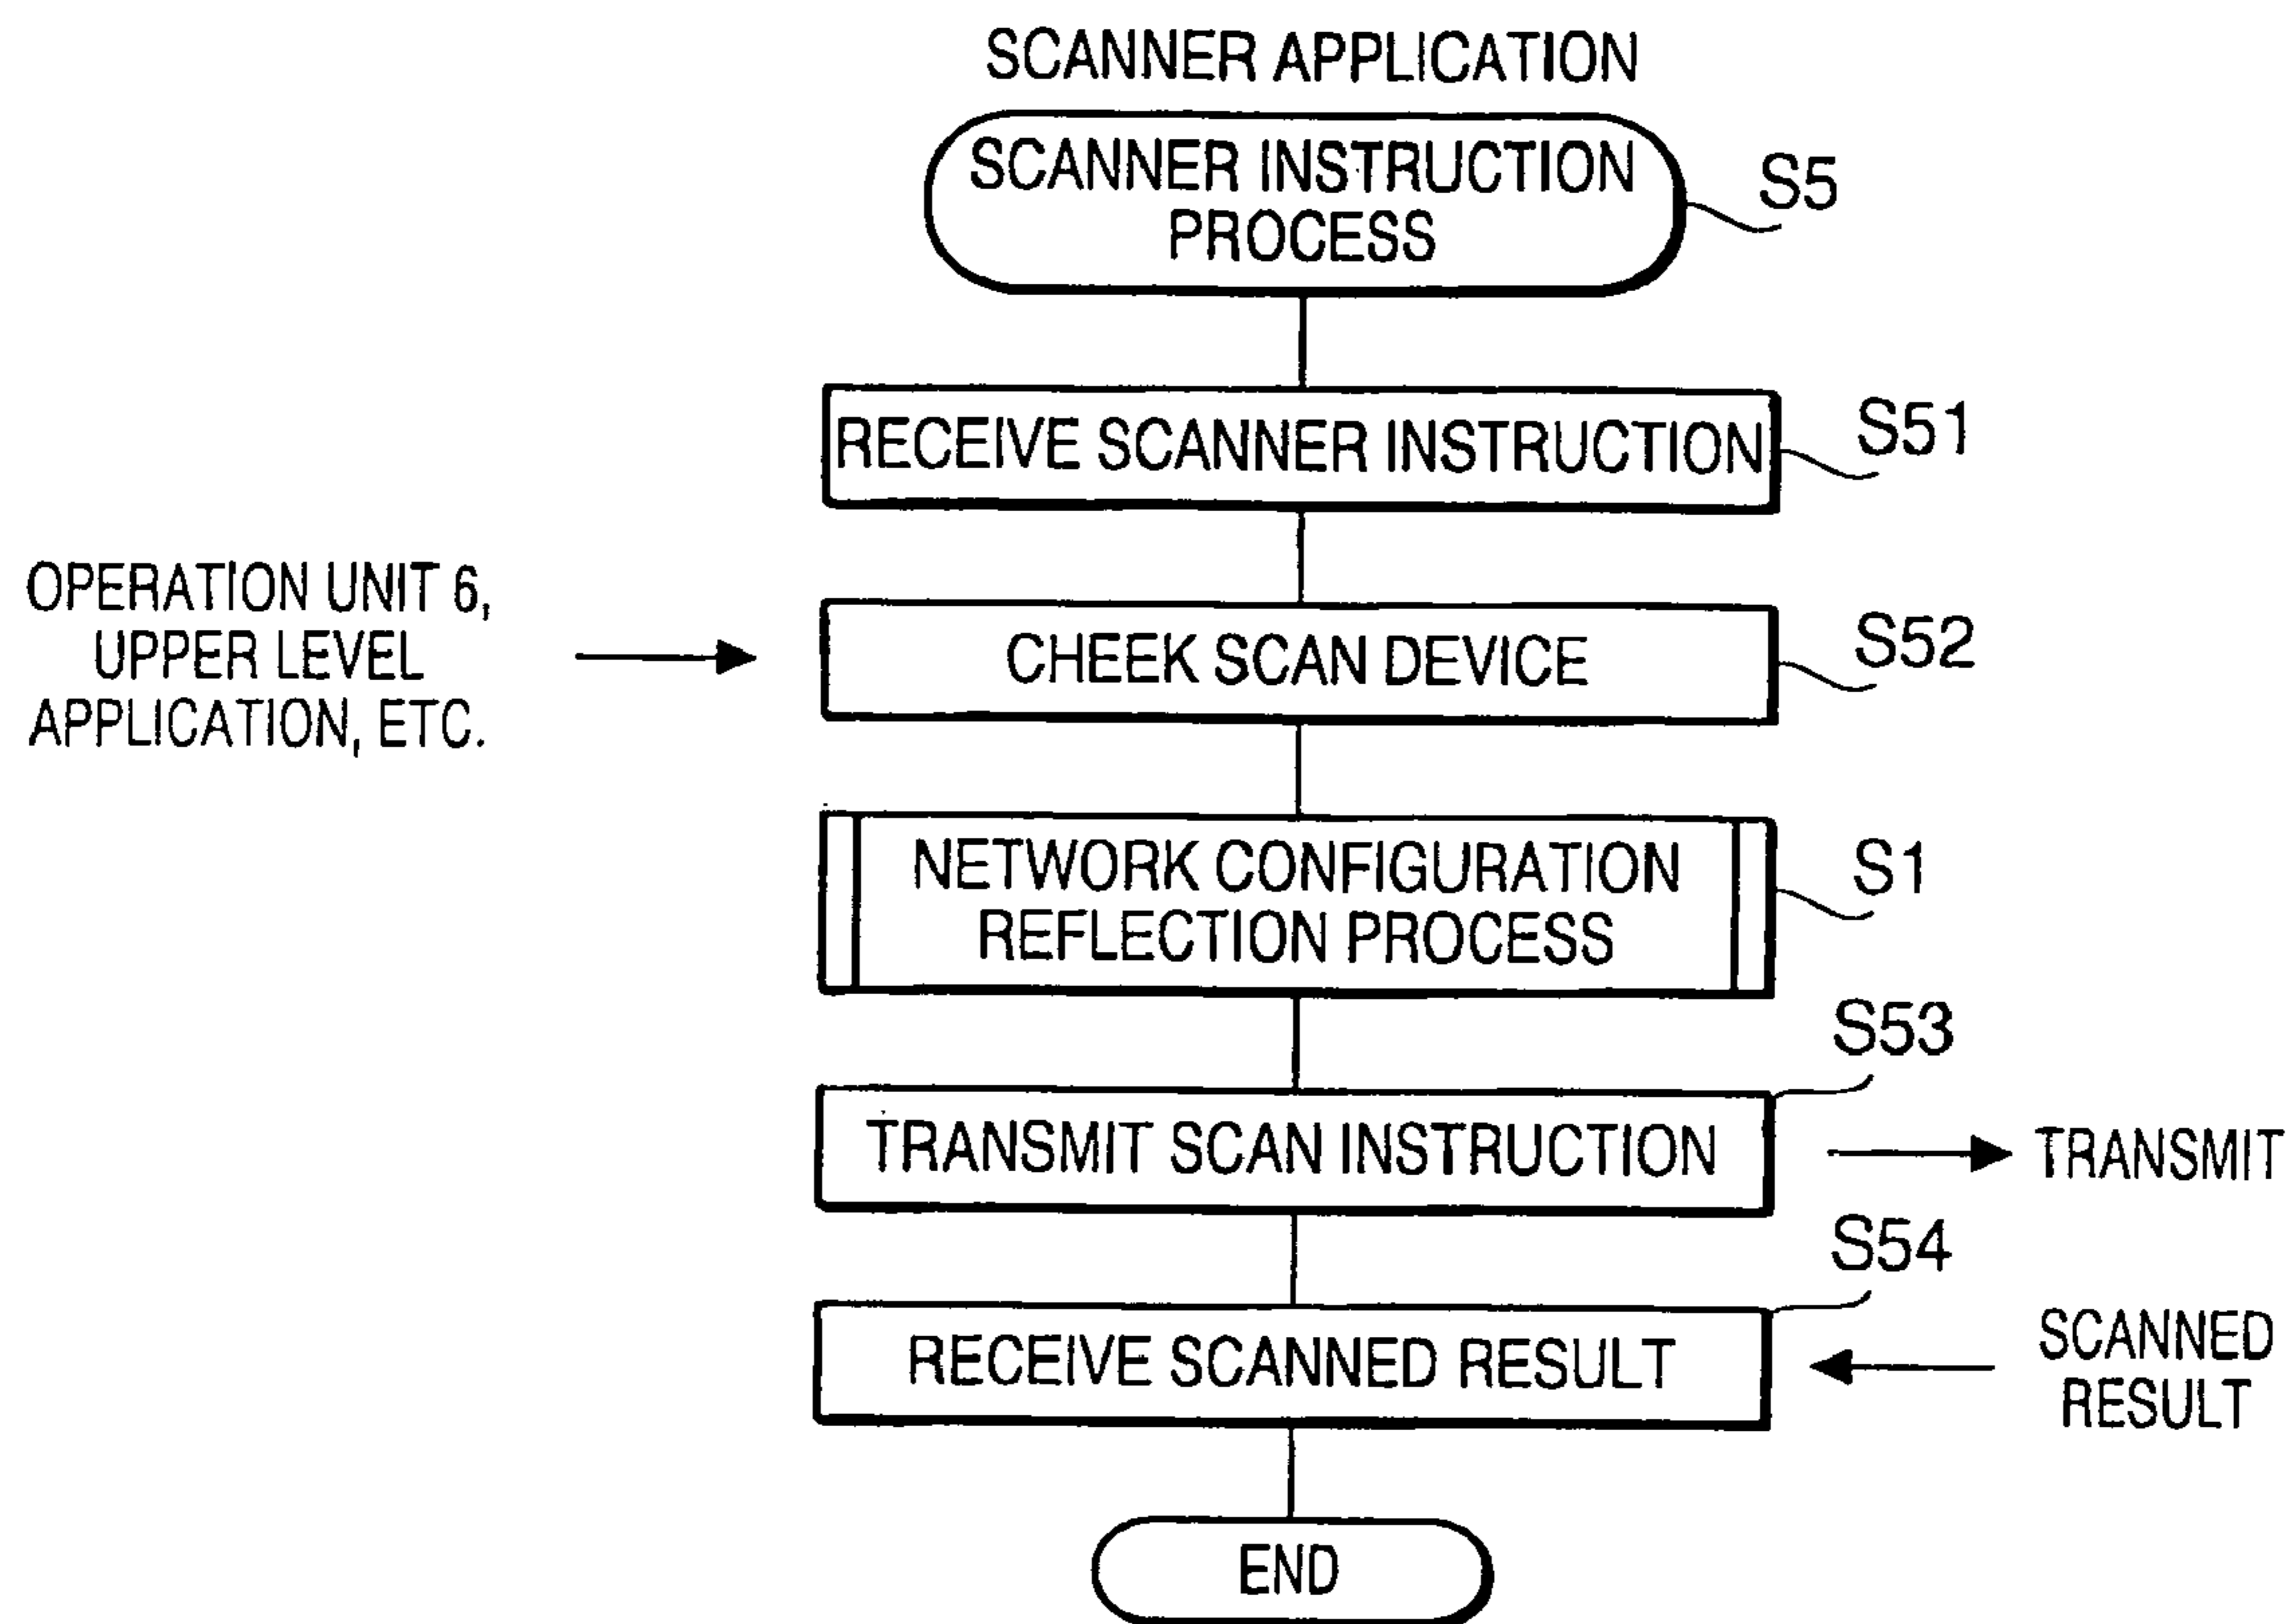 SCANNER APPLICATION
SCANNER INSTRUCTION
PROCESS
S5
RECEIVE SCANNER INSTRUCTION
S51
OPERATION UNIT 6,
UPPER LEVEL
APPLICATION, ETC.
CHEEK SCAN DEVICE
S52
NETWORK CONFIGURATION
REFLECTION PROCESS
S1
S53
TRANSMIT SCAN INSTRUCTION
TRANSMIT
S54
RECEIVE SCANNED RESULT
SCANNED
RESULT
END